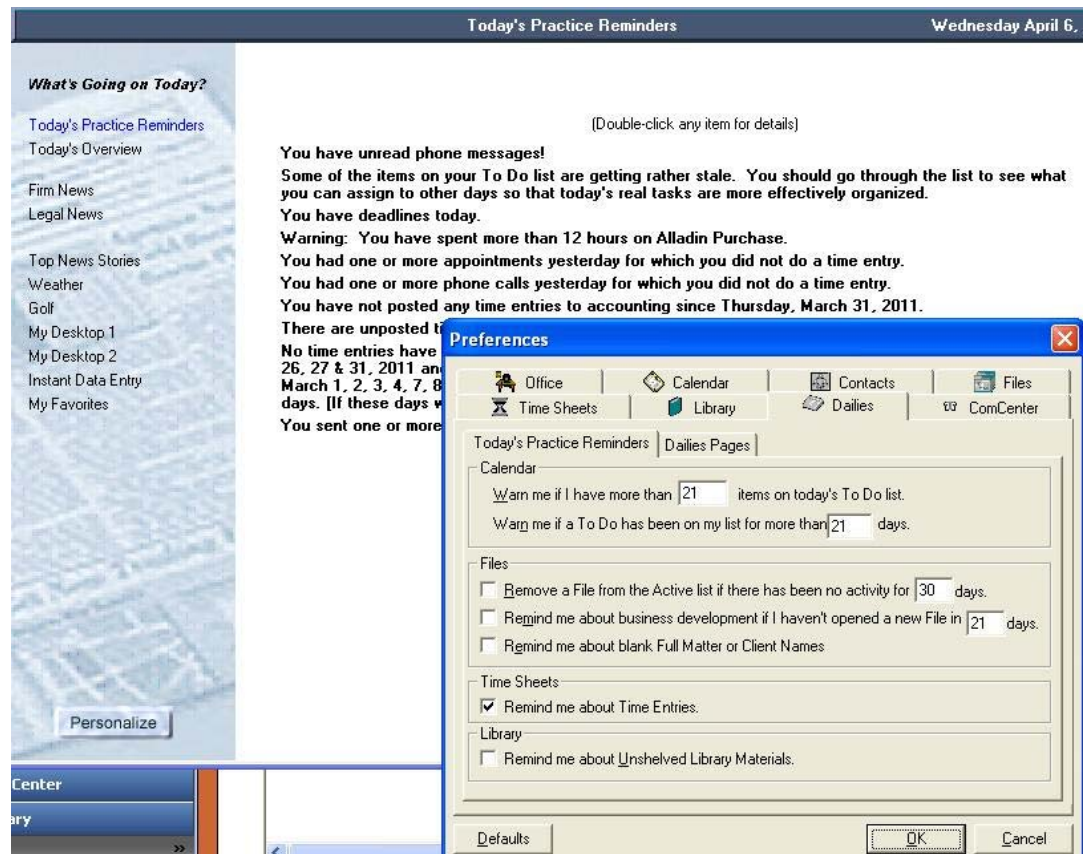 Today's Practice Reminders
Wednesday April 6,
What's Going on Today?
Today's Practice Reminders
Today's Overview
Firm News
Legal News
Top News Stories
Weather
Golf
My Desktop 1
My Desktop 2
Instant Data Entry
My Favorites
Personalize
(Double-click any item for details)
You have unread phone messages!
Some of the items on your To Do list are getting rather stale. You should go through the list to see what
you can assign to other days so that today's real tasks are more effectively organized.
You have deadlines today.
Warning: You have spent more than 12 hours on Alladin Purchase.
You had one or more appointments yesterday for which you did not do a time entry.
You had one or more phone calls yesterday for which you did not do a time entry.
You have not posted any time entries to accounting since Thursday, March 31, 2011.
There are unposted
No time entries have
26, 27 & 31, 2011 and
March 1, 2, 3, 4, 7, 8
days. [If these days
You sent one or more
Preferences
Office
Calendar
Contacts
Files
Time Sheets
Library
Dailies
ComCenter
Today's Practice Reminders
Dailies Pages
Calendar
Warn me if I have more than 21 items on today's To Do list.
Warn me if a To Do has been on my list for more than 21 days.
Files
Remove a File from the Active list if there has been no activity for 30 days.
Remind me about business development if I haven't opened a new File in 21 days.
Remind me about blank Full Matter or Client Names
Time Sheets
Remind me about Time Entries.
Library
Remind me about Unshelved Library Materials.
Defaults
OK
Cancel
Center
ary
»